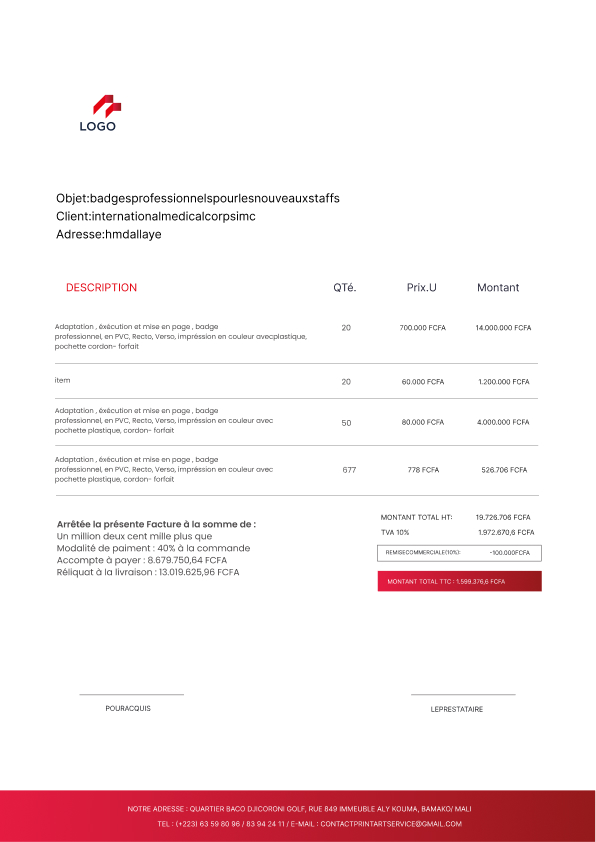 LOGO
Objet:badgesprofessionnelspourlesnouveauxstaffs
Client:internationalmedicalcorpsimc
Adresse:hmdallaye
DESCRIPTION QTé. Prix.U Montant
Adaptation , éxécution et mise en page , badge
professionnel, en PVC, Recto, Verso, impréssion en couleur avecplastique,
pochette cordon- forfait
20 700.000 FCFA 14.000.000 FCFA
item 20 60.000 FCFA 1.200.000 FCFA
Adaptation , éxécution et mise en page , badge
professionnel, en PVC, Recto, Verso, impréssion en couleur avec
pochette plastique, cordon- forfait
50 80.000 FCFA 4.000.000 FCFA
Adaptation , éxécution et mise en page , badge
professionnel, en PVC, Recto, Verso, impréssion en couleur avec
pochette plastique, cordon- forfait
677 778 FCFA 526.706 FCFA
MONTANT TOTAL HT: 19.726.706 FCFA
TVA 10% 1.972.670,6 FCFA
REMISECOMMERCIALE(10%): -100.000FCFA
MONTANT TOTAL TTC : 1.599.376,6 FCFA
Arrêtée la présente Facture à la somme de :
Un million deux cent mille plus que
Modalité de paiment : 40% à la commande
Accompte à payer : 8.679.750,64 FCFA
Réliquat à la livraison : 13.019.625,96 FCFA
POURACQUIS LEPRESTATAIRE
NOTRE ADRESSE : QUARTIER BACO DJICORONI GOLF, RUE 849 IMMEUBLE ALY KOUMA, BAMAKO/ MALI
TEL : (+223) 63 59 80 96 / 83 94 24 11 / E-MAIL : CONTACTPRINTARTSERVICE@GMAIL.COM